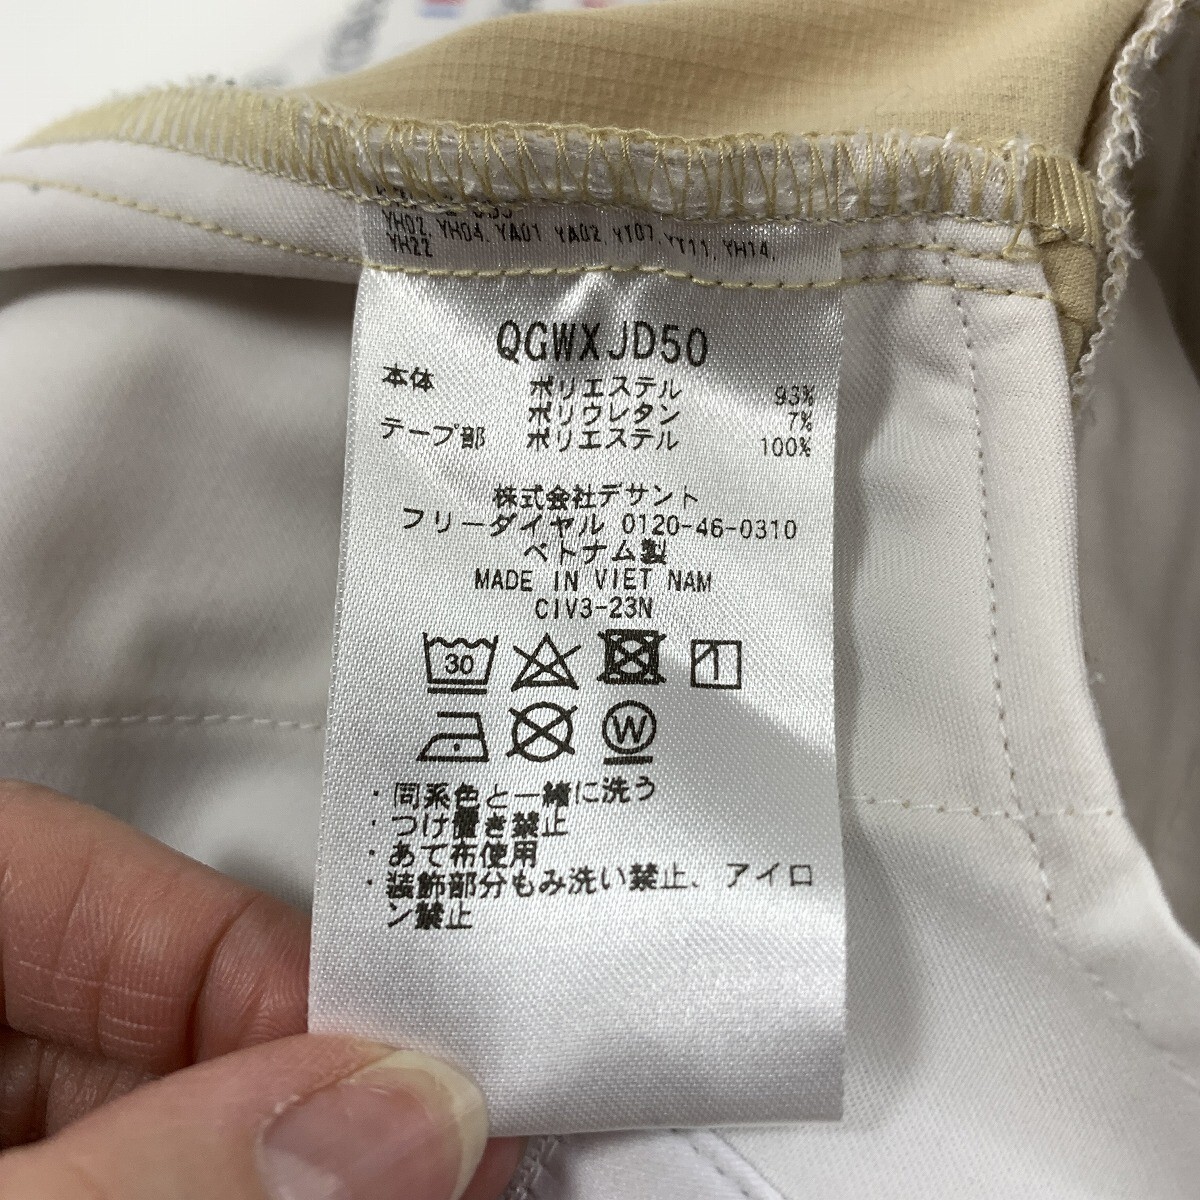 YH02, YH04, YA01, YA02, YT07, YT11, YH14,
YH22
QGWXJD50
本体 ポリエステル 93%
ポリウレタン 7%
テープ部 ポリエステル 100%
株式会社デサント
フリーダイヤル 0120-46-0310
ベトナム製
MADE IN VIET NAM
CIV3-23N
30
W
・同系色と一緒に洗う
・つけ置き禁止
・あて布使用
・装飾部分もみ洗い禁止、アイロ
ン禁止